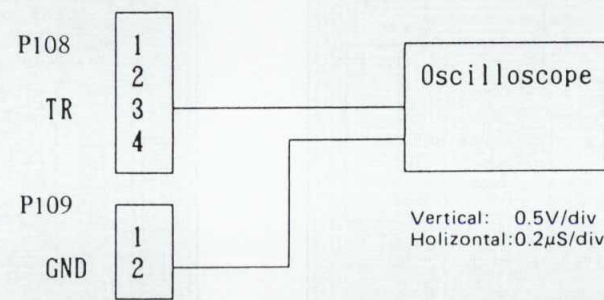 P108
1
2
TR 3
4
Oscilloscope
P109
1
GND 2
Vertical: 0.5V/div
Holizontal:0.2μS/div